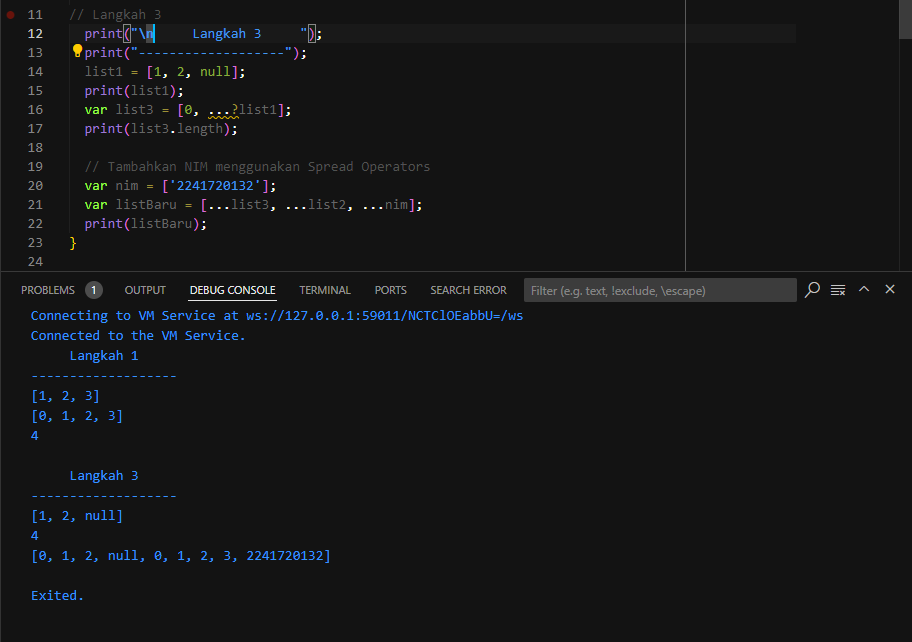 11 // Langkah 3
12 print("\n     Langkah 3     ");
13 print("-------------------");
14 list1 = [1, 2, null];
15 print(list1);
16 var list3 = [0, ...?list1];
17 print(list3.length);
18
19 // Tambahkan NIM menggunakan Spread Operators
20 var nim = ['2241720132'];
21 var listBaru = [...list3, ...list2, ...nim];
22 print(listBaru);
23 }
24
PROBLEMS 1 OUTPUT DEBUG CONSOLE TERMINAL PORTS SEARCH ERROR Filter (e.g. text, !exclude, \escape)
Connecting to VM Service at ws://127.0.0.1:59011/NCTClOEabbU=/ws
Connected to the VM Service.
Langkah 1
-------------------
[1, 2, 3]
[0, 1, 2, 3]
4
Langkah 3
-------------------
[1, 2, null]
4
[0, 1, 2, null, 0, 1, 2, 3, 2241720132]
Exited.